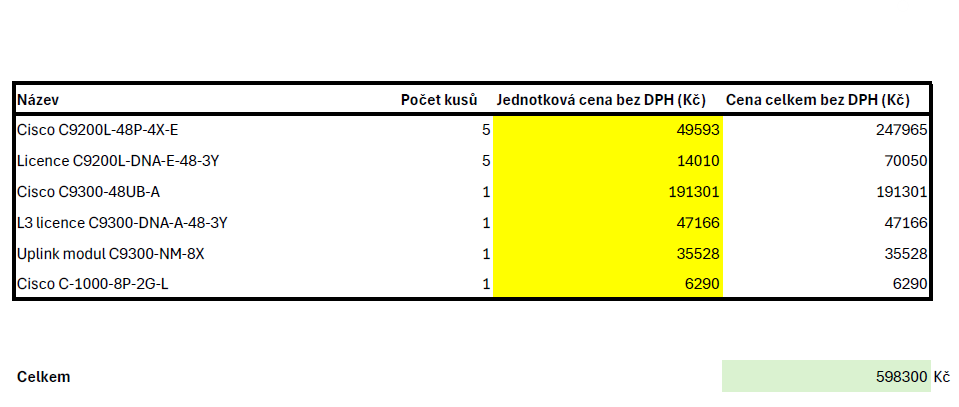 Název Počet kusů Jednotková cena bez DPH (Kč) Cena celkem bez DPH (Kč)
Cisco C9200L-48P-4X-E 5 49593 247965
Licence C9200L-DNA-E-48-3Y 5 14010 70050
Cisco C9300-48UB-A 1 191301 191301
L3 licence C9300-DNA-A-48-3Y 1 47166 47166
Uplink modul C9300-NM-8X 1 35528 35528
Cisco C-1000-8P-2G-L 1 6290 6290
Celkem 598300 Kč